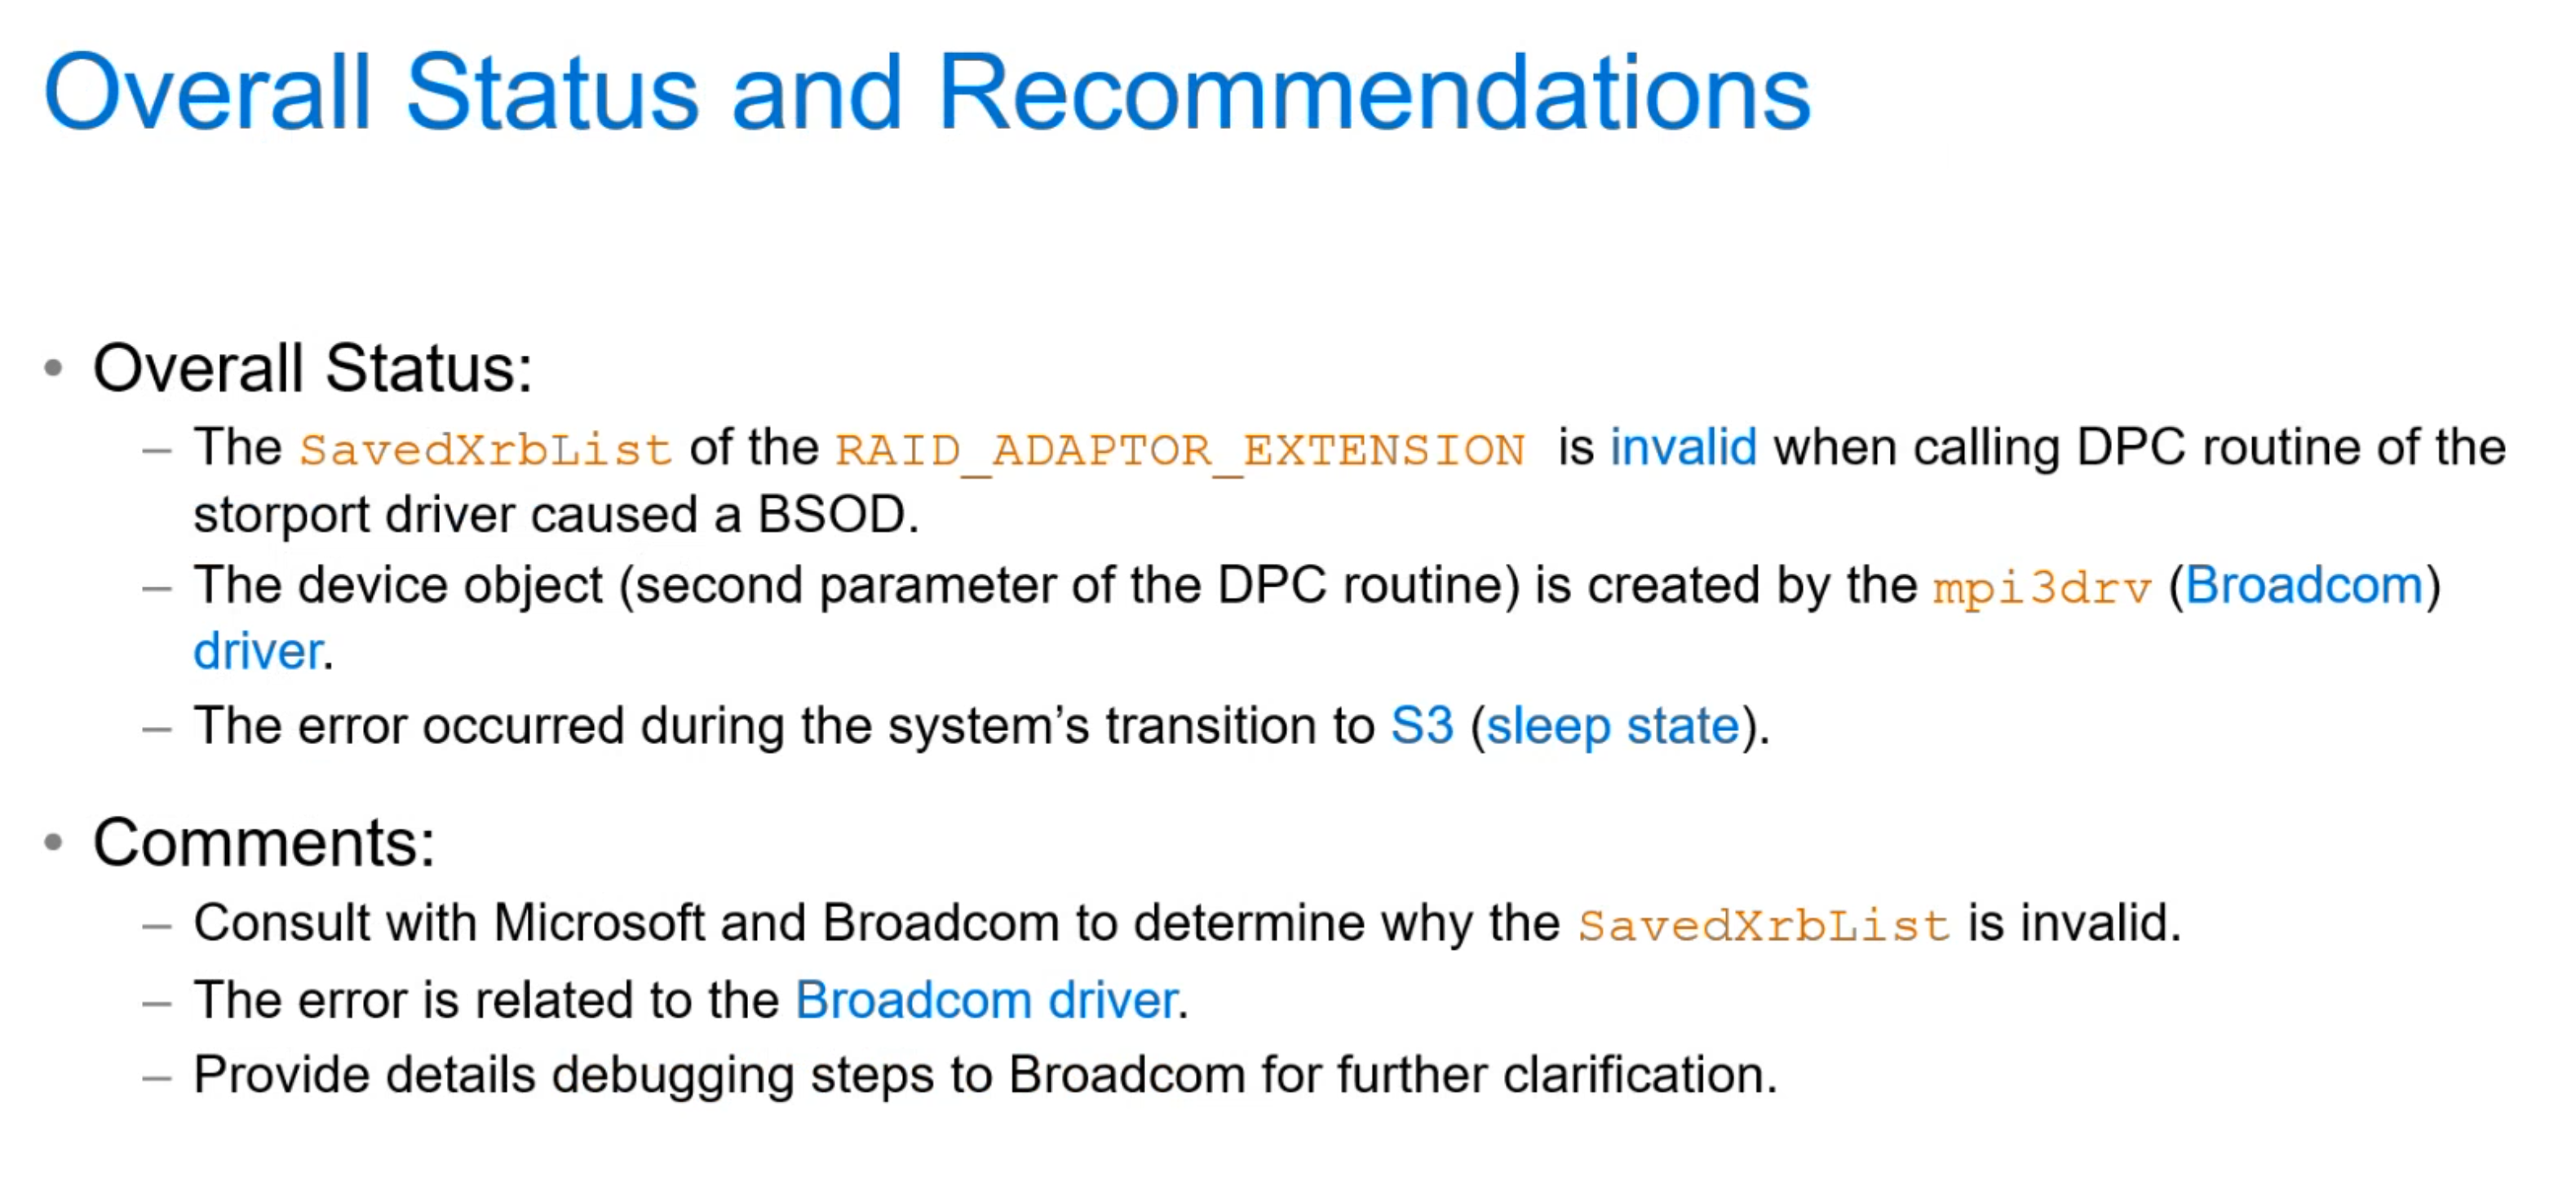 Overall Status and Recommendations
• Overall Status:
– The SavedXrbList of the RAID_ADAPTOR_EXTENSION is invalid when calling DPC routine of the
storport driver caused a BSOD.
– The device object (second parameter of the DPC routine) is created by the mpi3drv (Broadcom)
driver.
– The error occurred during the system’s transition to S3 (sleep state).
• Comments:
– Consult with Microsoft and Broadcom to determine why the SavedXrbList is invalid.
– The error is related to the Broadcom driver.
– Provide details debugging steps to Broadcom for further clarification.